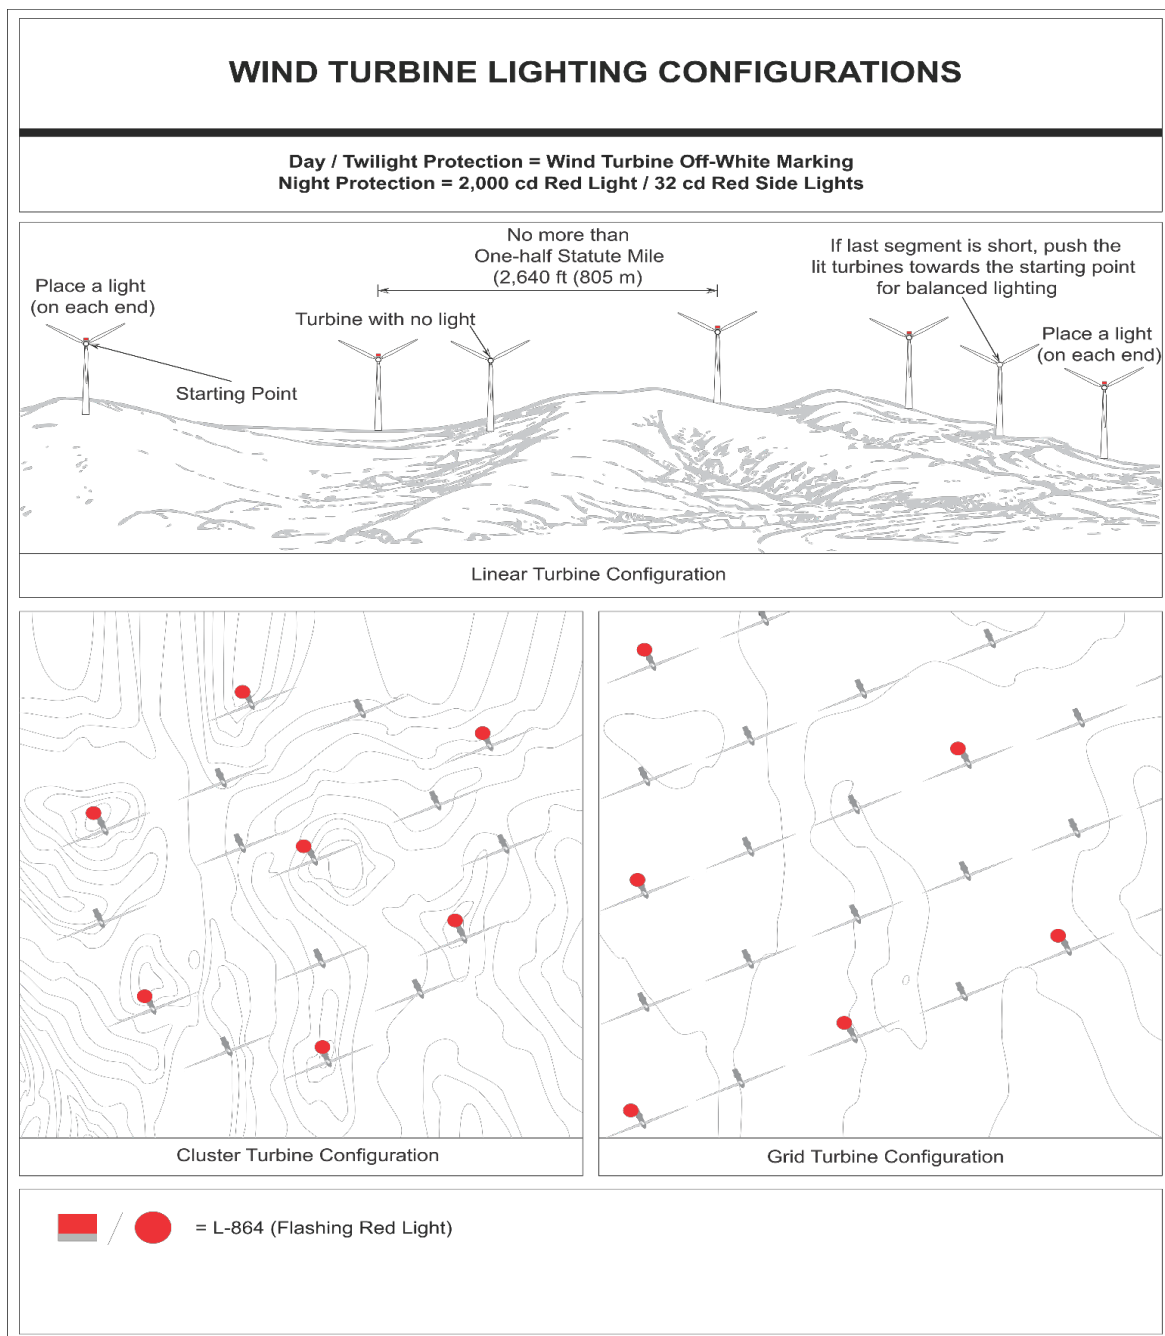 WIND TURBINE LIGHTING CONFIGURATIONS
Day / Twilight Protection = Wind Turbine Off-White Marking
Night Protection = 2,000 cd Red Light / 32 cd Red Side Lights
Place a light
(on each end)
Starting Point
Turbine with no light
No more than
One-half Statute Mile
(2,640 ft (805 m)
If last segment is short, push the
lit turbines towards the starting point
for balanced lighting
Place a light
(on each end)
Linear Turbine Configuration
Cluster Turbine Configuration
Grid Turbine Configuration
/ = L-864 (Flashing Red Light)